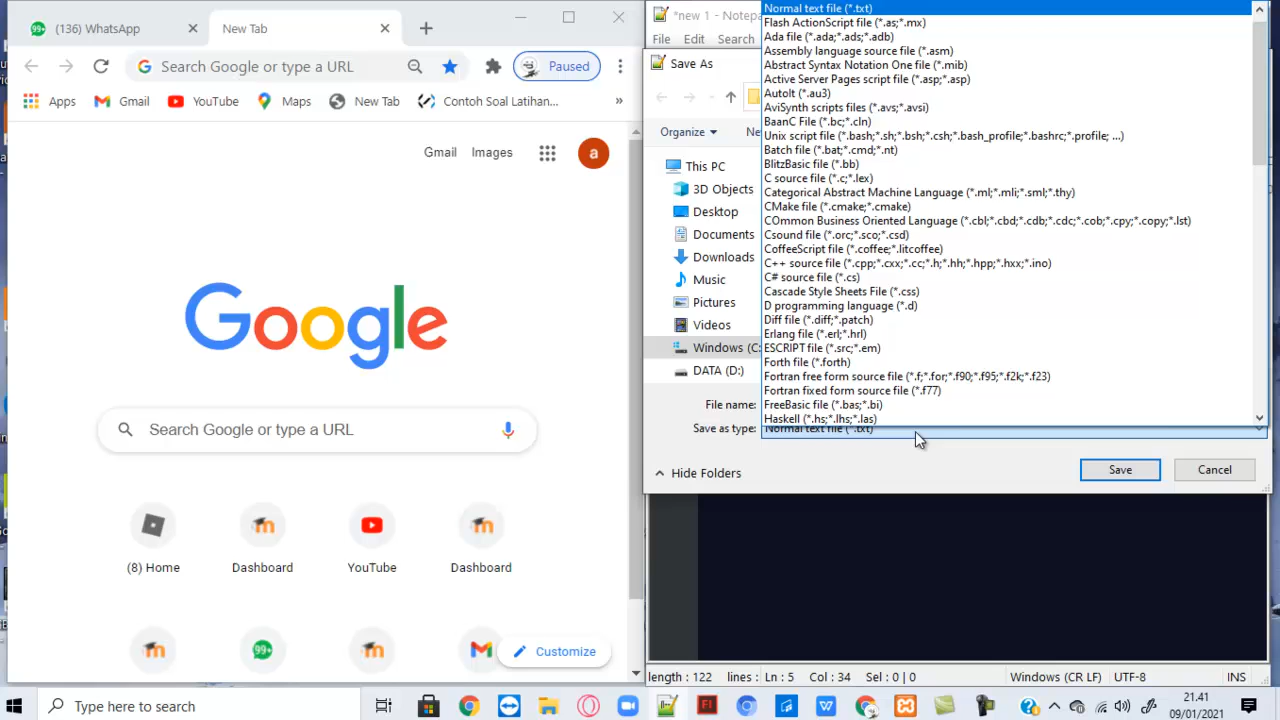 (136) WhatsApp
New Tab
Search Google or type a URL
Paused
Apps
Gmail
YouTube
Maps
New Tab
Contoh Soal Latihan...
»
Gmail
Images
a
Google
Search Google or type a URL
(8) Home
Dashboard
YouTube
Dashboard
99+
Customize
*new 1 - Notepa
File Edit Search
Save As
Organize
Ne
This PC
3D Objects
Desktop
Documents
Downloads
Music
Pictures
Videos
Windows (C:
DATA (D:)
File name:
Save as type:
Normal text file (*.txt)
Flash ActionScript file (*.as;*.mx)
Ada file (*.ada;*.ads;*.adb)
Assembly language source file (*.asm)
Abstract Syntax Notation One file (*.mib)
Active Server Pages script file (*.asp;*.asp)
AutoIt (*.au3)
AviSynth scripts files (*.avs;*.avsi)
BaanC File (*.bc;*.cln)
Unix script file (*.bash;*.sh;*.bsh;*.csh;*.bash_profile;*.bashrc;*.profile; ...)
Batch file (*.bat;*.cmd;*.nt)
BlitzBasic file (*.bb)
C source file (*.c;*.lex)
Categorical Abstract Machine Language (*.ml;*.mli;*.sml;*.thy)
CMake file (*.cmake;*.cmake)
COmmon Business Oriented Language (*.cbl;*.cbd;*.cdb;*.cdc;*.cob;*.cpy;*.copy;*.lst)
Csound file (*.orc;*.sco;*.csd)
CoffeeScript file (*.coffee;*.litcoffee)
C++ source file (*.cpp;*.cxx;*.cc;*.h;*.hh;*.hpp;*.hxx;*.ino)
C# source file (*.cs)
Cascade Style Sheets File (*.css)
D programming language (*.d)
Diff file (*.diff;*.patch)
Erlang file (*.erl;*.hrl)
ESCRIPT file (*.src;*.em)
Forth file (*.forth)
Fortran free form source file (*.f;*.for;*.f90;*.f95;*.f2k;*.f23)
Fortran fixed form source file (*.f77)
FreeBasic file (*.bas;*.bi)
Haskell (*.hs;*.lhs;*.las)
Normal text file (*.txt)
Hide Folders
Save
Cancel
length : 122 lines : Ln : 5 Col : 34 Sel : 0 | 0 Windows (CR LF) UTF-8 INS
Type here to search
21.41
09/01/2021